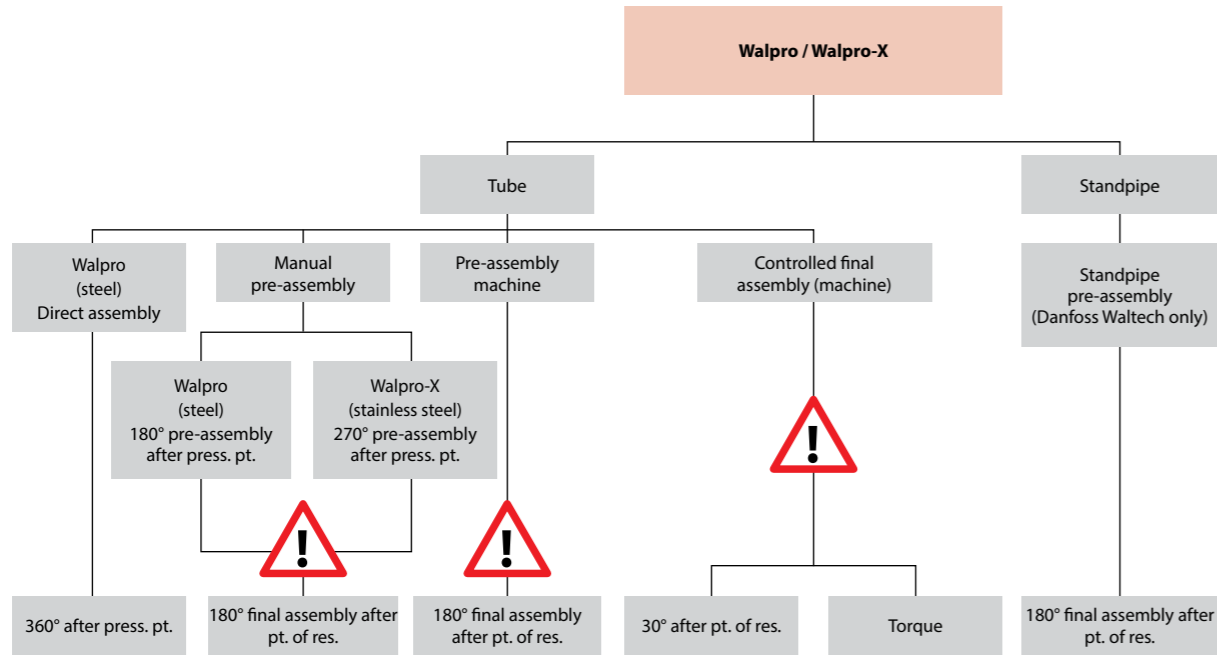 Walpro / Walpro-X
Tube
Standpipe
Walpro
(steel)
Direct assembly
Manual
pre-assembly
Pre-assembly
machine
Controlled final
assembly (machine)
Standpipe
pre-assembly
(Danfoss Waltech only)
Walpro
(steel)
180° pre-assembly
after press. pt.
Walpro-X
(stainless steel)
270° pre-assembly
after press. pt.
!
!
!
360° after press. pt.
180° final assembly after
pt. of res.
180° final assembly
after pt. of res.
30° after pt. of res.
Torque
180° final assembly after
pt. of res.